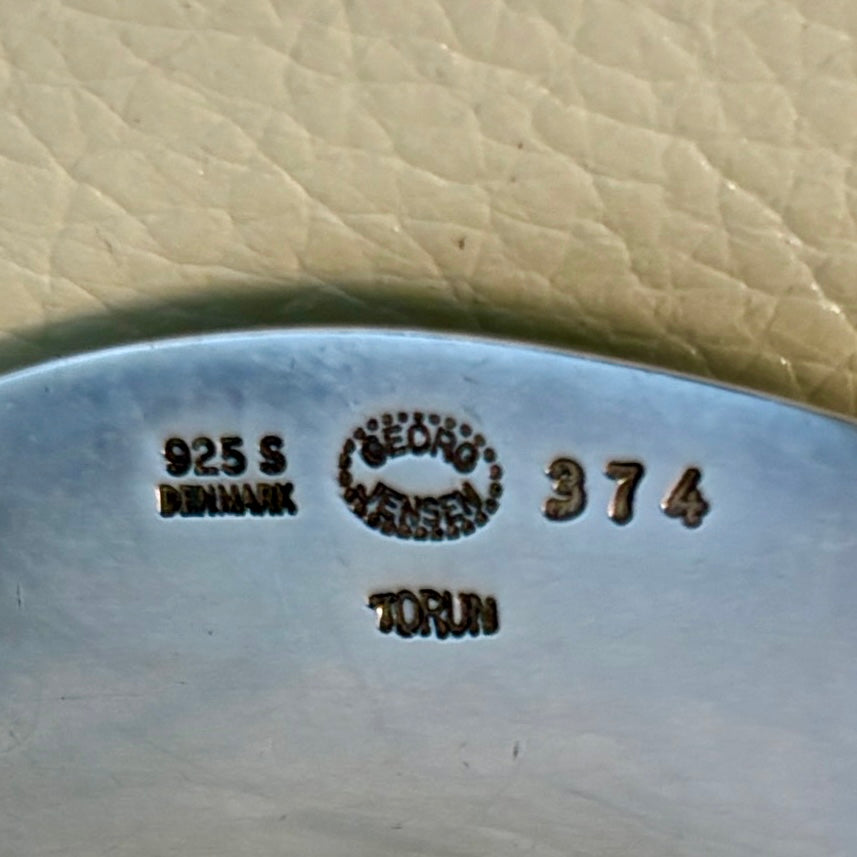 925 S
DENMARK
GEORG
JENSEN
374
TORUN